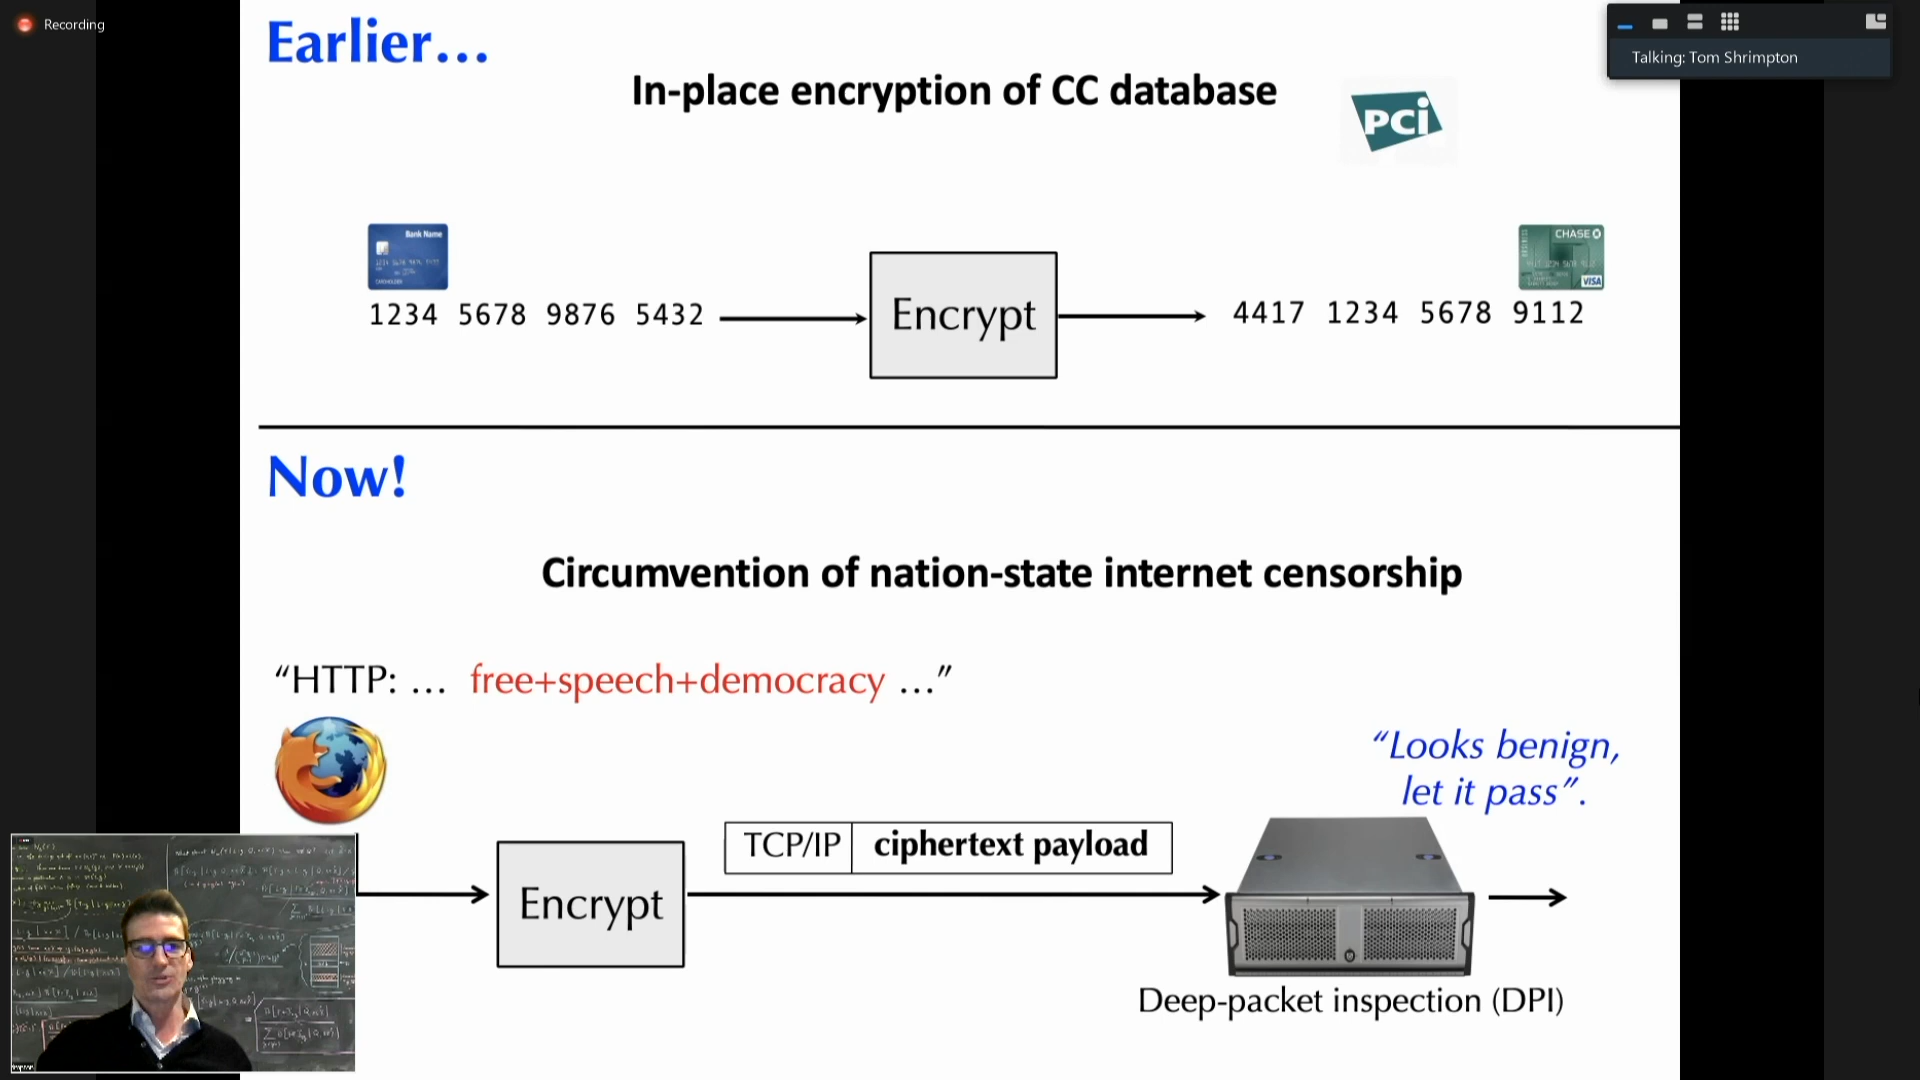 Recording
Talking: Tom Shrimpton
Earlier...
In-place encryption of CC database
PCi
Bank Name
CHASE
VISA
1234 5678 9876 5432
Encrypt
4417 1234 5678 9112
Now!
Circumvention of nation-state internet censorship
“HTTP: ... free+speech+democracy ...”
“Looks benign,
let it pass”.
TCP/IP ciphertext payload
Encrypt
Deep-packet inspection (DPI)